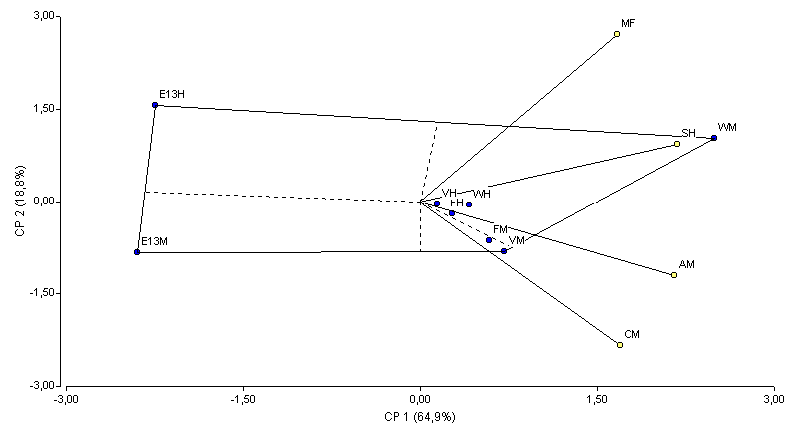 3,00
MF
E13H
1,50
SH
WM
VH
WH
CP 2 (18,8%)
0,00
FH
FM
VM
E13M
AM
-1,50
CM
-3,00
-3,00
-1,50
0,00
1,50
3,00
CP 1 (64,9%)